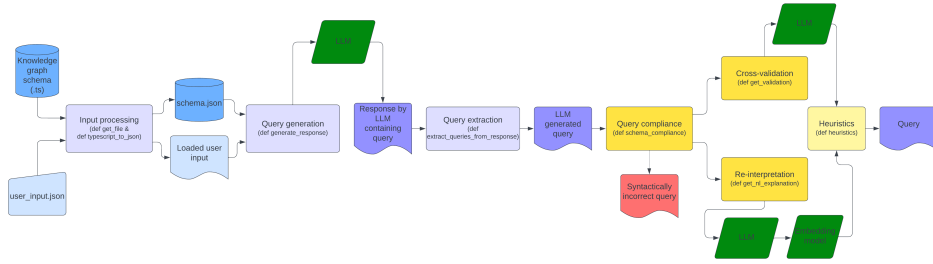 Knowledge
graph
schema
(.ts)
user_input.json
Input processing
(def get_file &
def typescript_to_json)
schema.json
Loaded user
input
Query generation
(def generate_response)
LLM
Response by
LLM
containing
query
Query extraction
(def
extract_queries_from_response)
LLM
generated
query
Query compliance
(def schema_compliance)
Syntactically
incorrect query
Cross-validation
(def get_validation)
LLM
Re-interpretation
(def get_nl_explanation)
LLM
Embedding
model
Heuristics
(def heuristics)
Query